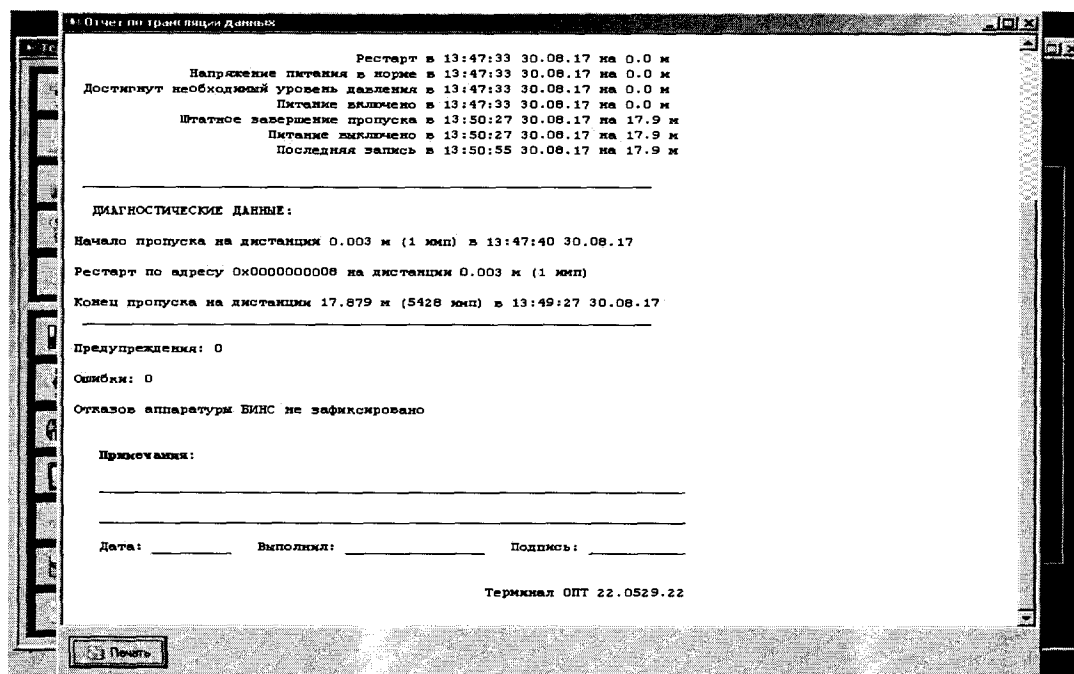 Отчет по трансляции данных
Рестарт в 13:47:33 30.08.17 на 0.0 м
Напряжение питания в норме в 13:47:33 30.08.17 на 0.0 м
Достигнут необходимый уровень давления в 13:47:33 30.08.17 на 0.0 м
Питание включено в 13:47:33 30.08.17 на 0.0 м
Штатное завершение пропуска в 13:50:27 30.08.17 на 17.9 м
Питание выключено в 13:50:27 30.08.17 на 17.9 м
Последняя запись в 13:50:55 30.08.17 на 17.9 м
ДИАГНОСТИЧЕСКИЕ ДАННЫЕ:
Начало пропуска на дистанции 0.003 м (1 имп) в 13:47:40 30.08.17
Рестарт по адресу 0x0000000008 на дистанции 0.003 м (1 имп)
Конец пропуска на дистанции 17.879 м (5428 имп) в 13:49:27 30.08.17
Предупреждения: 0
Ошибки: 0
Отказов аппаратуры БИНС не зафиксировано
Примечания:
Дата: Выполнил: Подпись:
Терминал ОПТ 22.0529.22
Печать